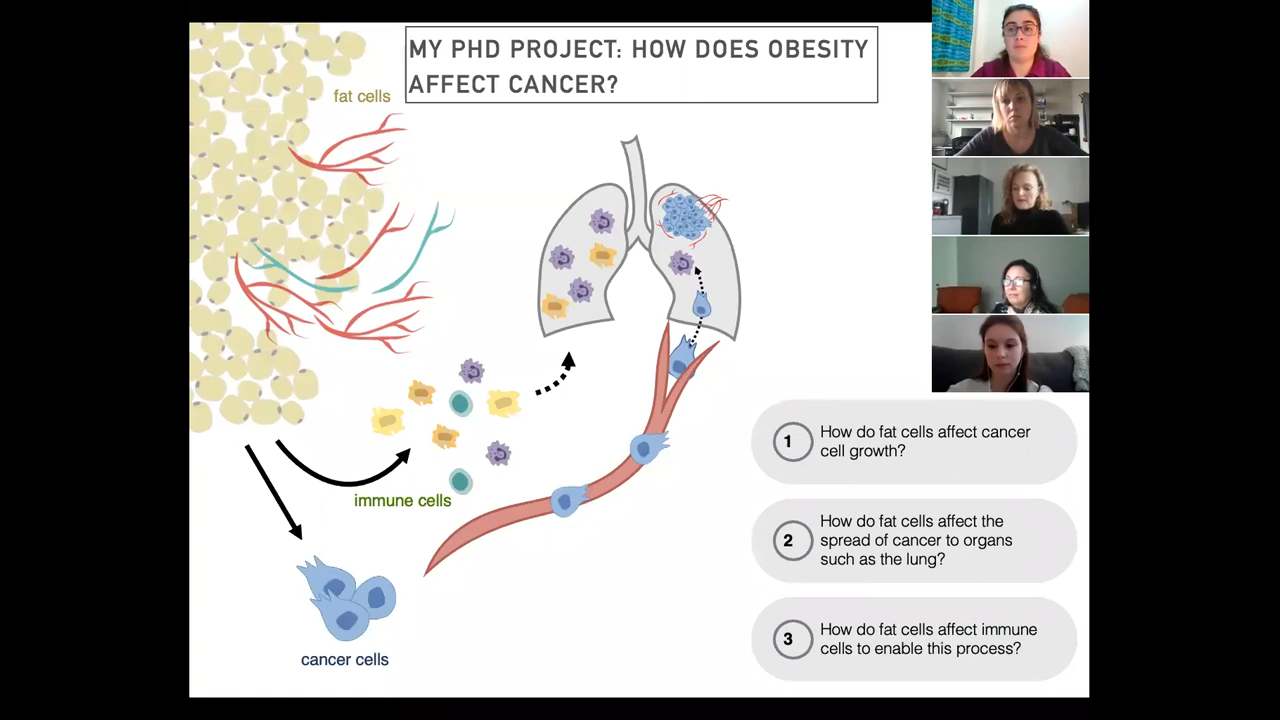 MY PHD PROJECT: HOW DOES OBESITY
AFFECT CANCER?
fat cells
immune cells
cancer cells
1
How do fat cells affect cancer
cell growth?
2
How do fat cells affect the
spread of cancer to organs
such as the lung?
3
How do fat cells affect immune
cells to enable this process?